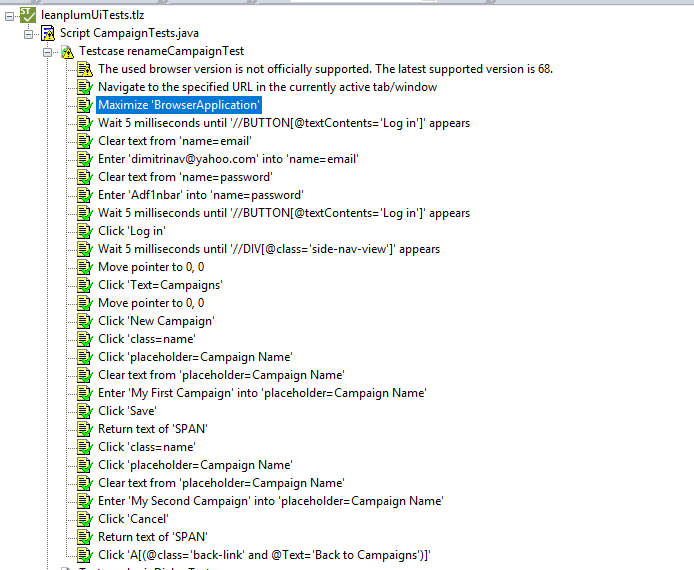 leanplumUiTests.tlz
Script CampaignTests.java
Testcase renameCampaignTest
The used browser version is not officially supported. The latest supported version is 68.
Navigate to the specified URL in the currently active tab/window
Maximize 'BrowserApplication'
Wait 5 milliseconds until '//BUTTON[@textContents='Log in']' appears
Clear text from 'name=email'
Enter 'dimitrinav@yahoo.com' into 'name=email'
Clear text from 'name=password'
Enter 'Adf1nbar' into 'name=password'
Wait 5 milliseconds until '//BUTTON[@textContents='Log in']' appears
Click 'Log in'
Wait 5 milliseconds until '//DIV[@class='side-nav-view']' appears
Move pointer to 0, 0
Click 'Text=Campaigns'
Move pointer to 0, 0
Click 'New Campaign'
Click 'class=name'
Click 'placeholder=Campaign Name'
Clear text from 'placeholder=Campaign Name'
Enter 'My First Campaign' into 'placeholder=Campaign Name'
Click 'Save'
Return text of 'SPAN'
Click 'class=name'
Click 'placeholder=Campaign Name'
Clear text from 'placeholder=Campaign Name'
Enter 'My Second Campaign' into 'placeholder=Campaign Name'
Click 'Cancel'
Return text of 'SPAN'
Click 'A[(@class='back-link' and @Text='Back to Campaigns')]'